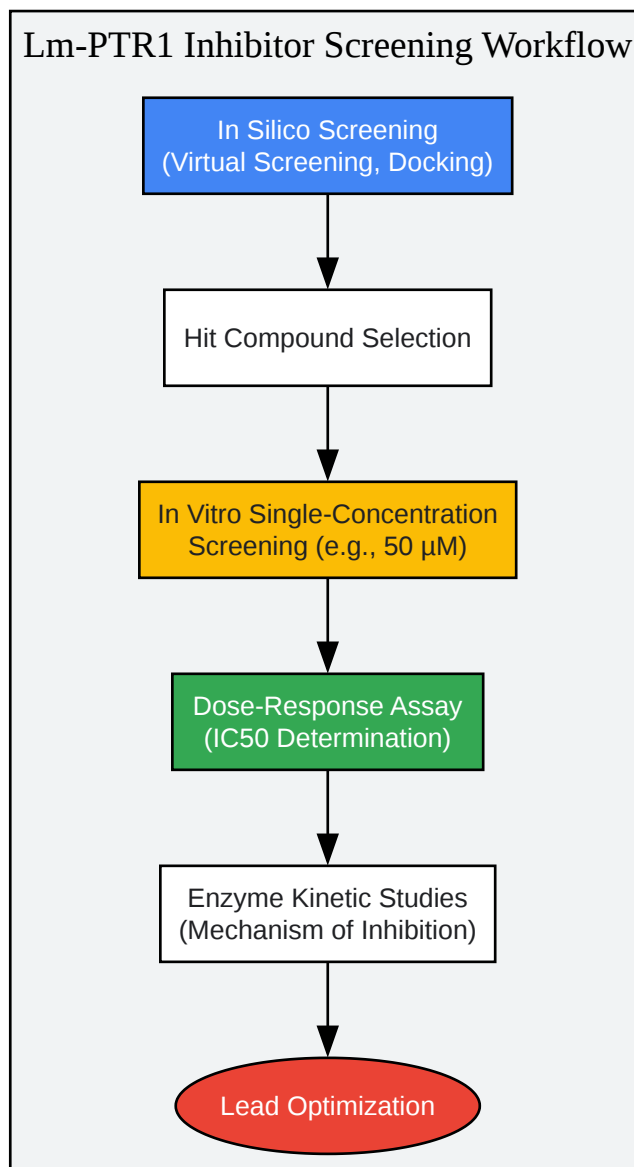 Lm-PTR1 Inhibitor Screening Workflow
In Silico Screening
(Virtual Screening, Docking)
Hit Compound Selection
In Vitro Single-Concentration
Screening (e.g., 50 µM)
Dose-Response Assay
(IC50 Determination)
Enzyme Kinetic Studies
(Mechanism of Inhibition)
Lead Optimization